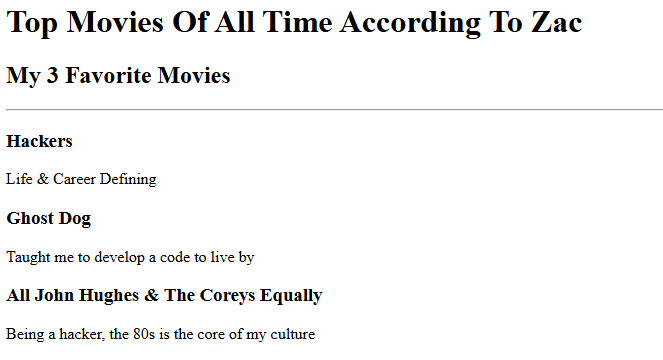 Top Movies Of All Time According To Zac
My 3 Favorite Movies
Hackers
Life & Career Defining
Ghost Dog
Taught me to develop a code to live by
All John Hughes & The Coreys Equally
Being a hacker, the 80s is the core of my culture